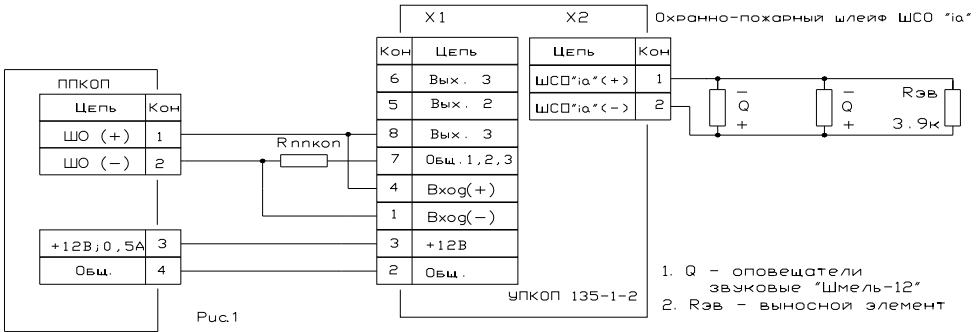 X1
X2
Охранно-пожарный шлейф ШСО "ia"
Кон Цепь
6 Вых. 3
5 Вых. 2
8 Вых. 3
7 Общ.1,2,3
4 Вход(+)
1 Вход(-)
3 +12В
2 Общ.
Цепь Кон
ШСО"ia"(+) 1
ШСО"ia"(-) 2
ППКОП
Цепь Кон
ШО (+) 1
ШО (-) 2
+12В;0,5А 3
Общ. 4
Rппкоп
- Q +
- Q +
Rэв
3.9к
УПКОП 135-1-2
Рис.1
1. Q - оповещатели
звуковые "Шмель-12"
2. Rэв - выносной элемент